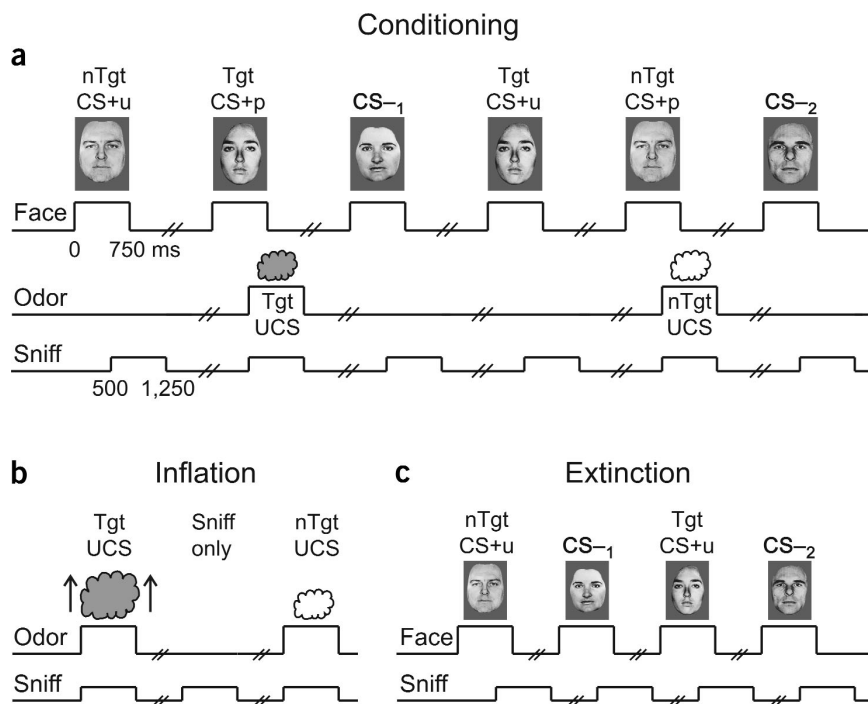 Conditioning
a
nTgt
CS+u
Tgt
CS+p
CS–1
Tgt
CS+u
nTgt
CS+p
CS–2
Face
0 750 ms
Odor
Tgt
UCS
nTgt
UCS
Sniff
500 1,250
b Inflation
Tgt
UCS
Sniff
only
nTgt
UCS
Odor
Sniff
c Extinction
nTgt
CS+u
CS–1
Tgt
CS+u
CS–2
Face
Sniff